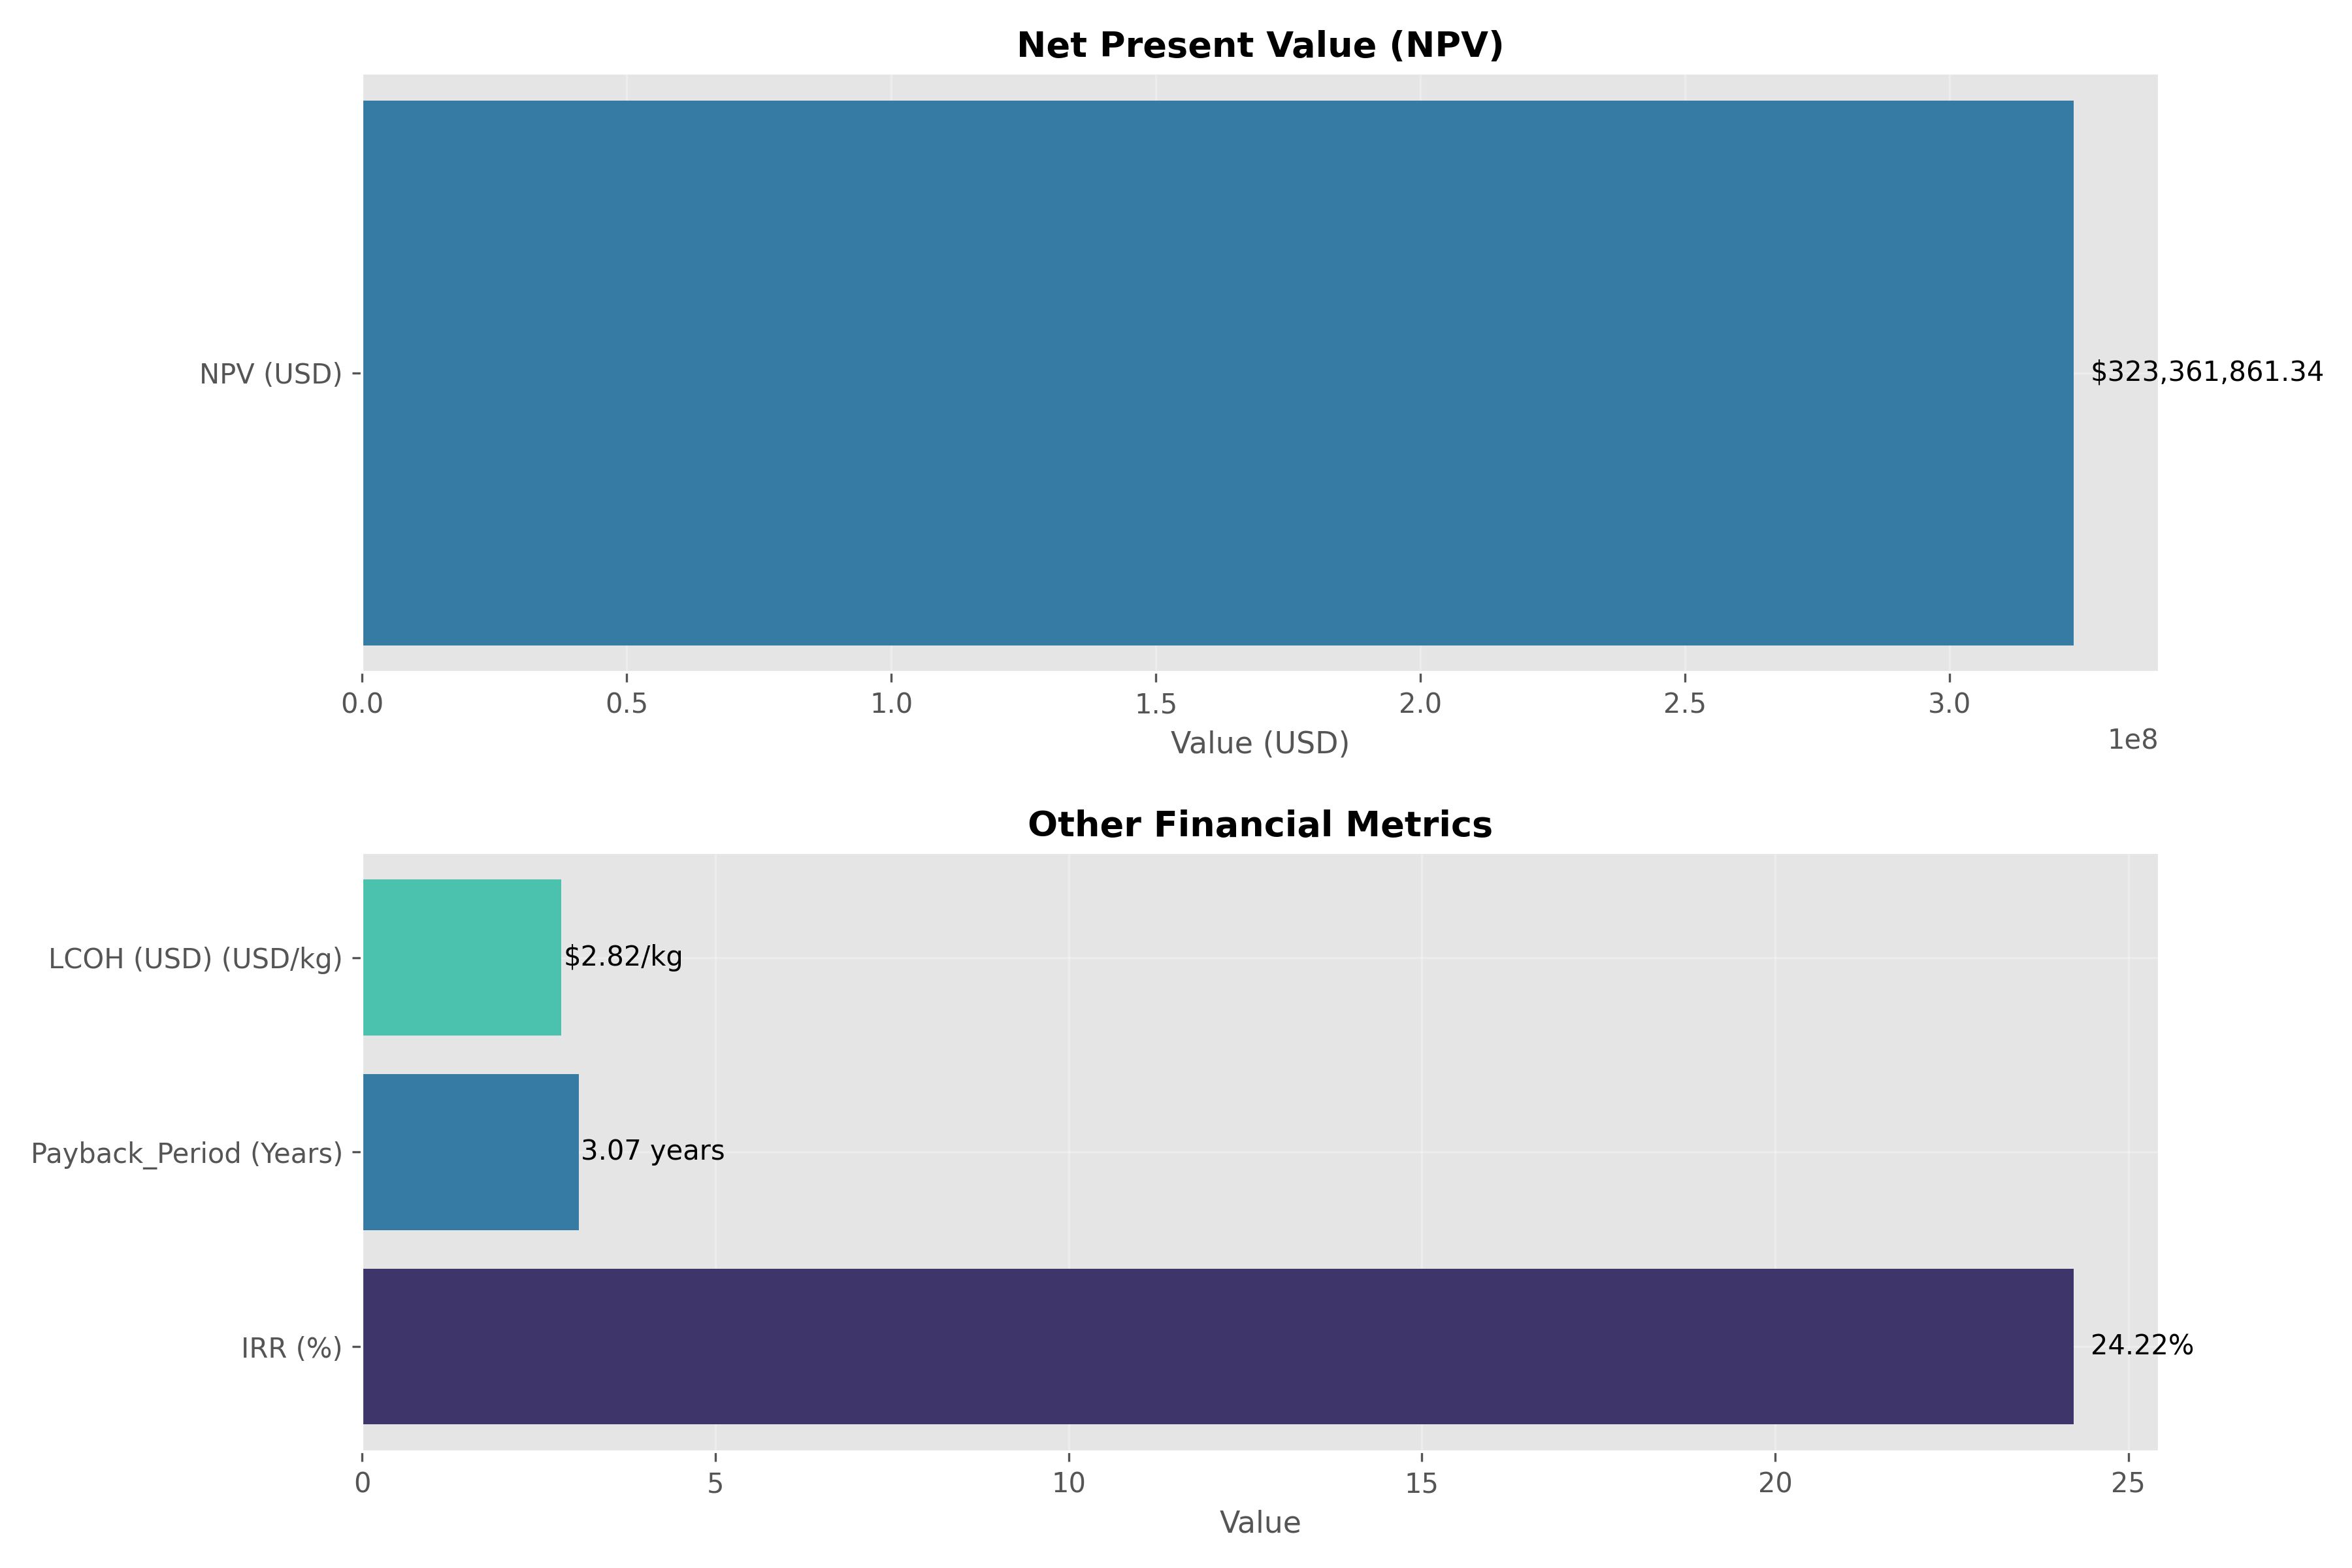 Net Present Value (NPV)
NPV (USD)
$323,361,861.34
0.0 0.5 1.0 1.5 2.0 2.5 3.0
Value (USD)
1e8
Other Financial Metrics
LCOH (USD) (USD/kg)
$2.82/kg
Payback_Period (Years)
3.07 years
IRR (%)
24.22%
0 5 10 15 20 25
Value